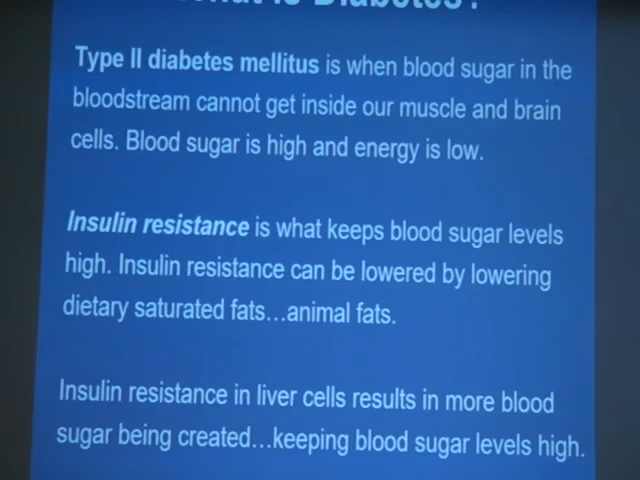 What is Diabetes?
Type II diabetes mellitus is when blood sugar in the
bloodstream cannot get inside our muscle and brain
cells. Blood sugar is high and energy is low.
Insulin resistance is what keeps blood sugar levels
high. Insulin resistance can be lowered by lowering
dietary saturated fats...animal fats.
Insulin resistance in liver cells results in more blood
sugar being created...keeping blood sugar levels high.